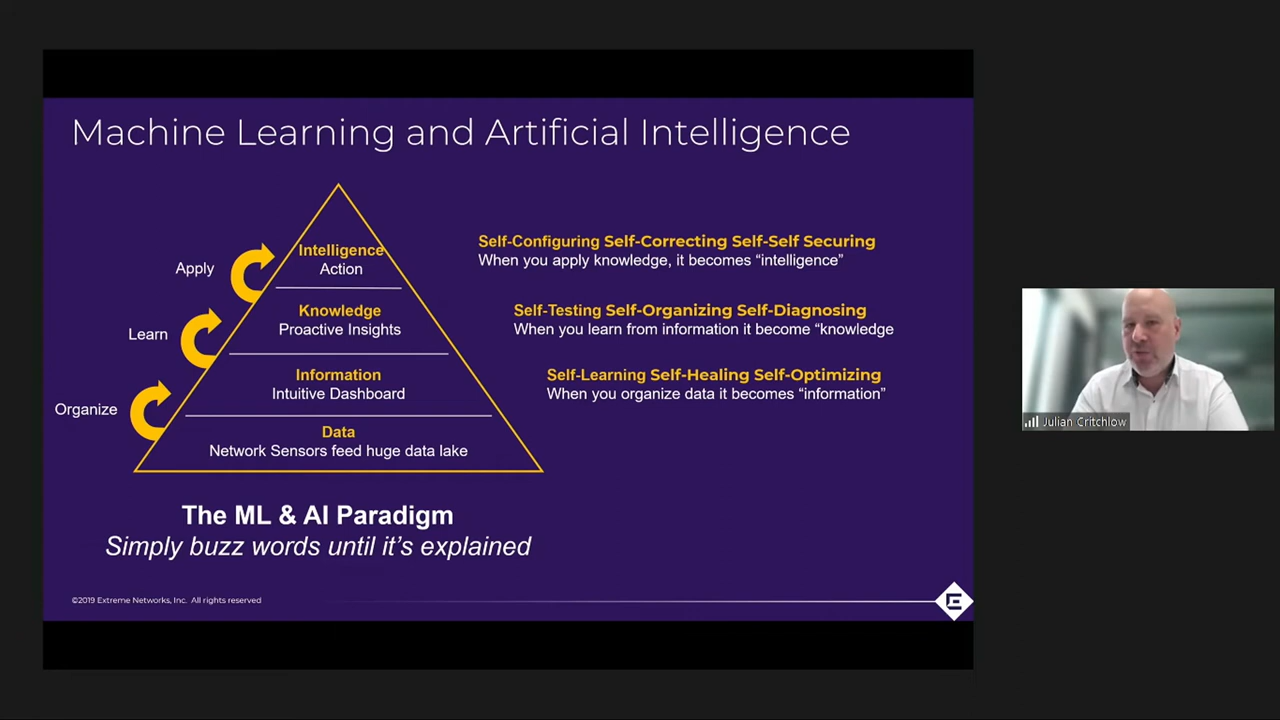 Machine Learning and Artificial Intelligence
Apply
Intelligence
Action
Self-Configuring Self-Correcting Self-Self Securing
When you apply knowledge, it becomes “intelligence”
Learn
Knowledge
Proactive Insights
Self-Testing Self-Organizing Self-Diagnosing
When you learn from information it become “knowledge
Organize
Information
Intuitive Dashboard
Self-Learning Self-Healing Self-Optimizing
When you organize data it becomes “information”
Data
Network Sensors feed huge data lake
The ML & AI Paradigm
Simply buzz words until it’s explained
©2019 Extreme Networks, Inc. All rights reserved
E
Julian Critchlow